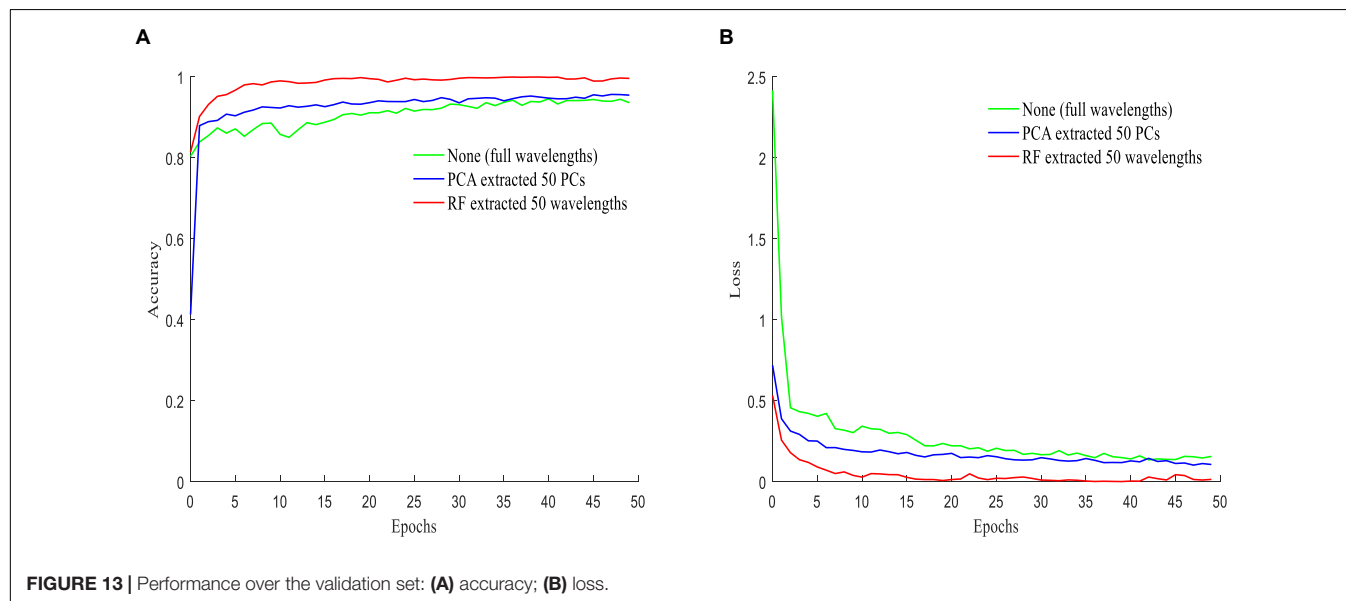 A
1
0.8
0.6
0.4
0.2
0
Accuracy
None (full wavelengths)
PCA extracted 50 PCs
RF extracted 50 wavelengths
0 5 10 15 20 25 30 35 40 45 50
Epochs
B
2.5
2
1.5
1
0.5
0
Loss
None (full wavelengths)
PCA extracted 50 PCs
RF extracted 50 wavelengths
0 5 10 15 20 25 30 35 40 45 50
Epochs
FIGURE 13 | Performance over the validation set: (A) accuracy; (B) loss.